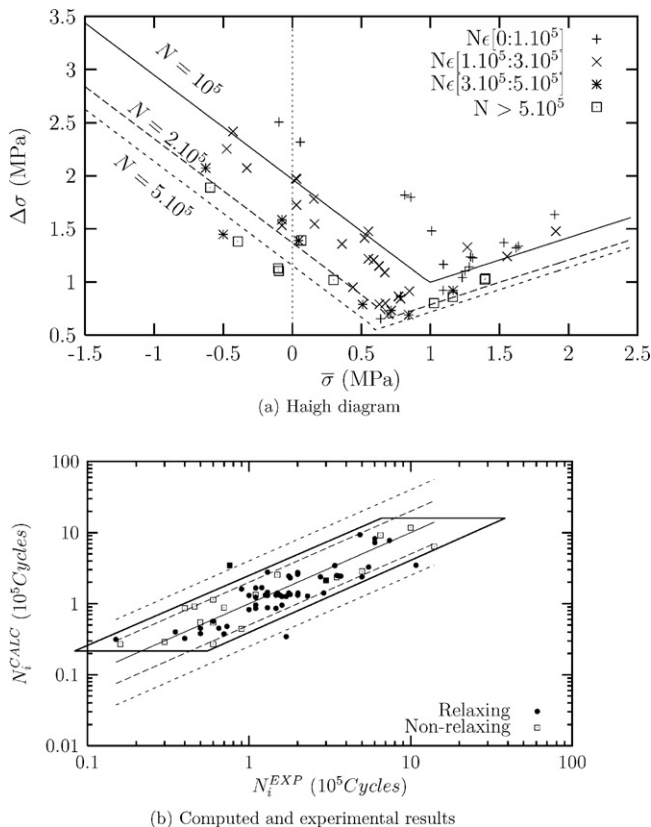 3.5
3
2.5
2
1.5
1
0.5
Δσ (MPa)
N = 10⁵
N = 2.10⁵
N = 5.10⁵
Nϵ[0:1.10⁵]
Nϵ[1.10⁵:3.10⁵]
Nϵ[3.10⁵:5.10⁵]
N > 5.10⁵
-1.5 -1 -0.5 0 0.5 1 1.5 2 2.5
σ̅ (MPa)
(a) Haigh diagram
100
10
1
0.1
0.01
N_i^{CALC} (10⁵Cycles)
Relaxing
Non-relaxing
0.1 1 10 100
N_i^{EXP} (10⁵Cycles)
(b) Computed and experimental results